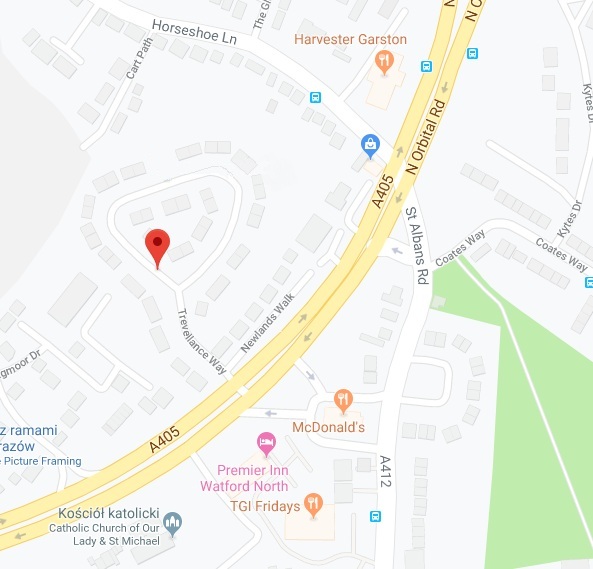 Horseshoe Ln
The Gl
N O
Harvester Garston
Cart Path
N
Kytes Dr
N Orbital Rd
A405
St Albans Rd
Kytes Dr
Coates Way
Coates Way
Newlands Walk
Trevellance Way
gmoor Dr
McDonald's
z ramami
razów
e Picture Framing
A405
Premier Inn
Watford North
A412
TGI Fridays
Kościół katolicki
Catholic Church of Our
Lady & St Michael